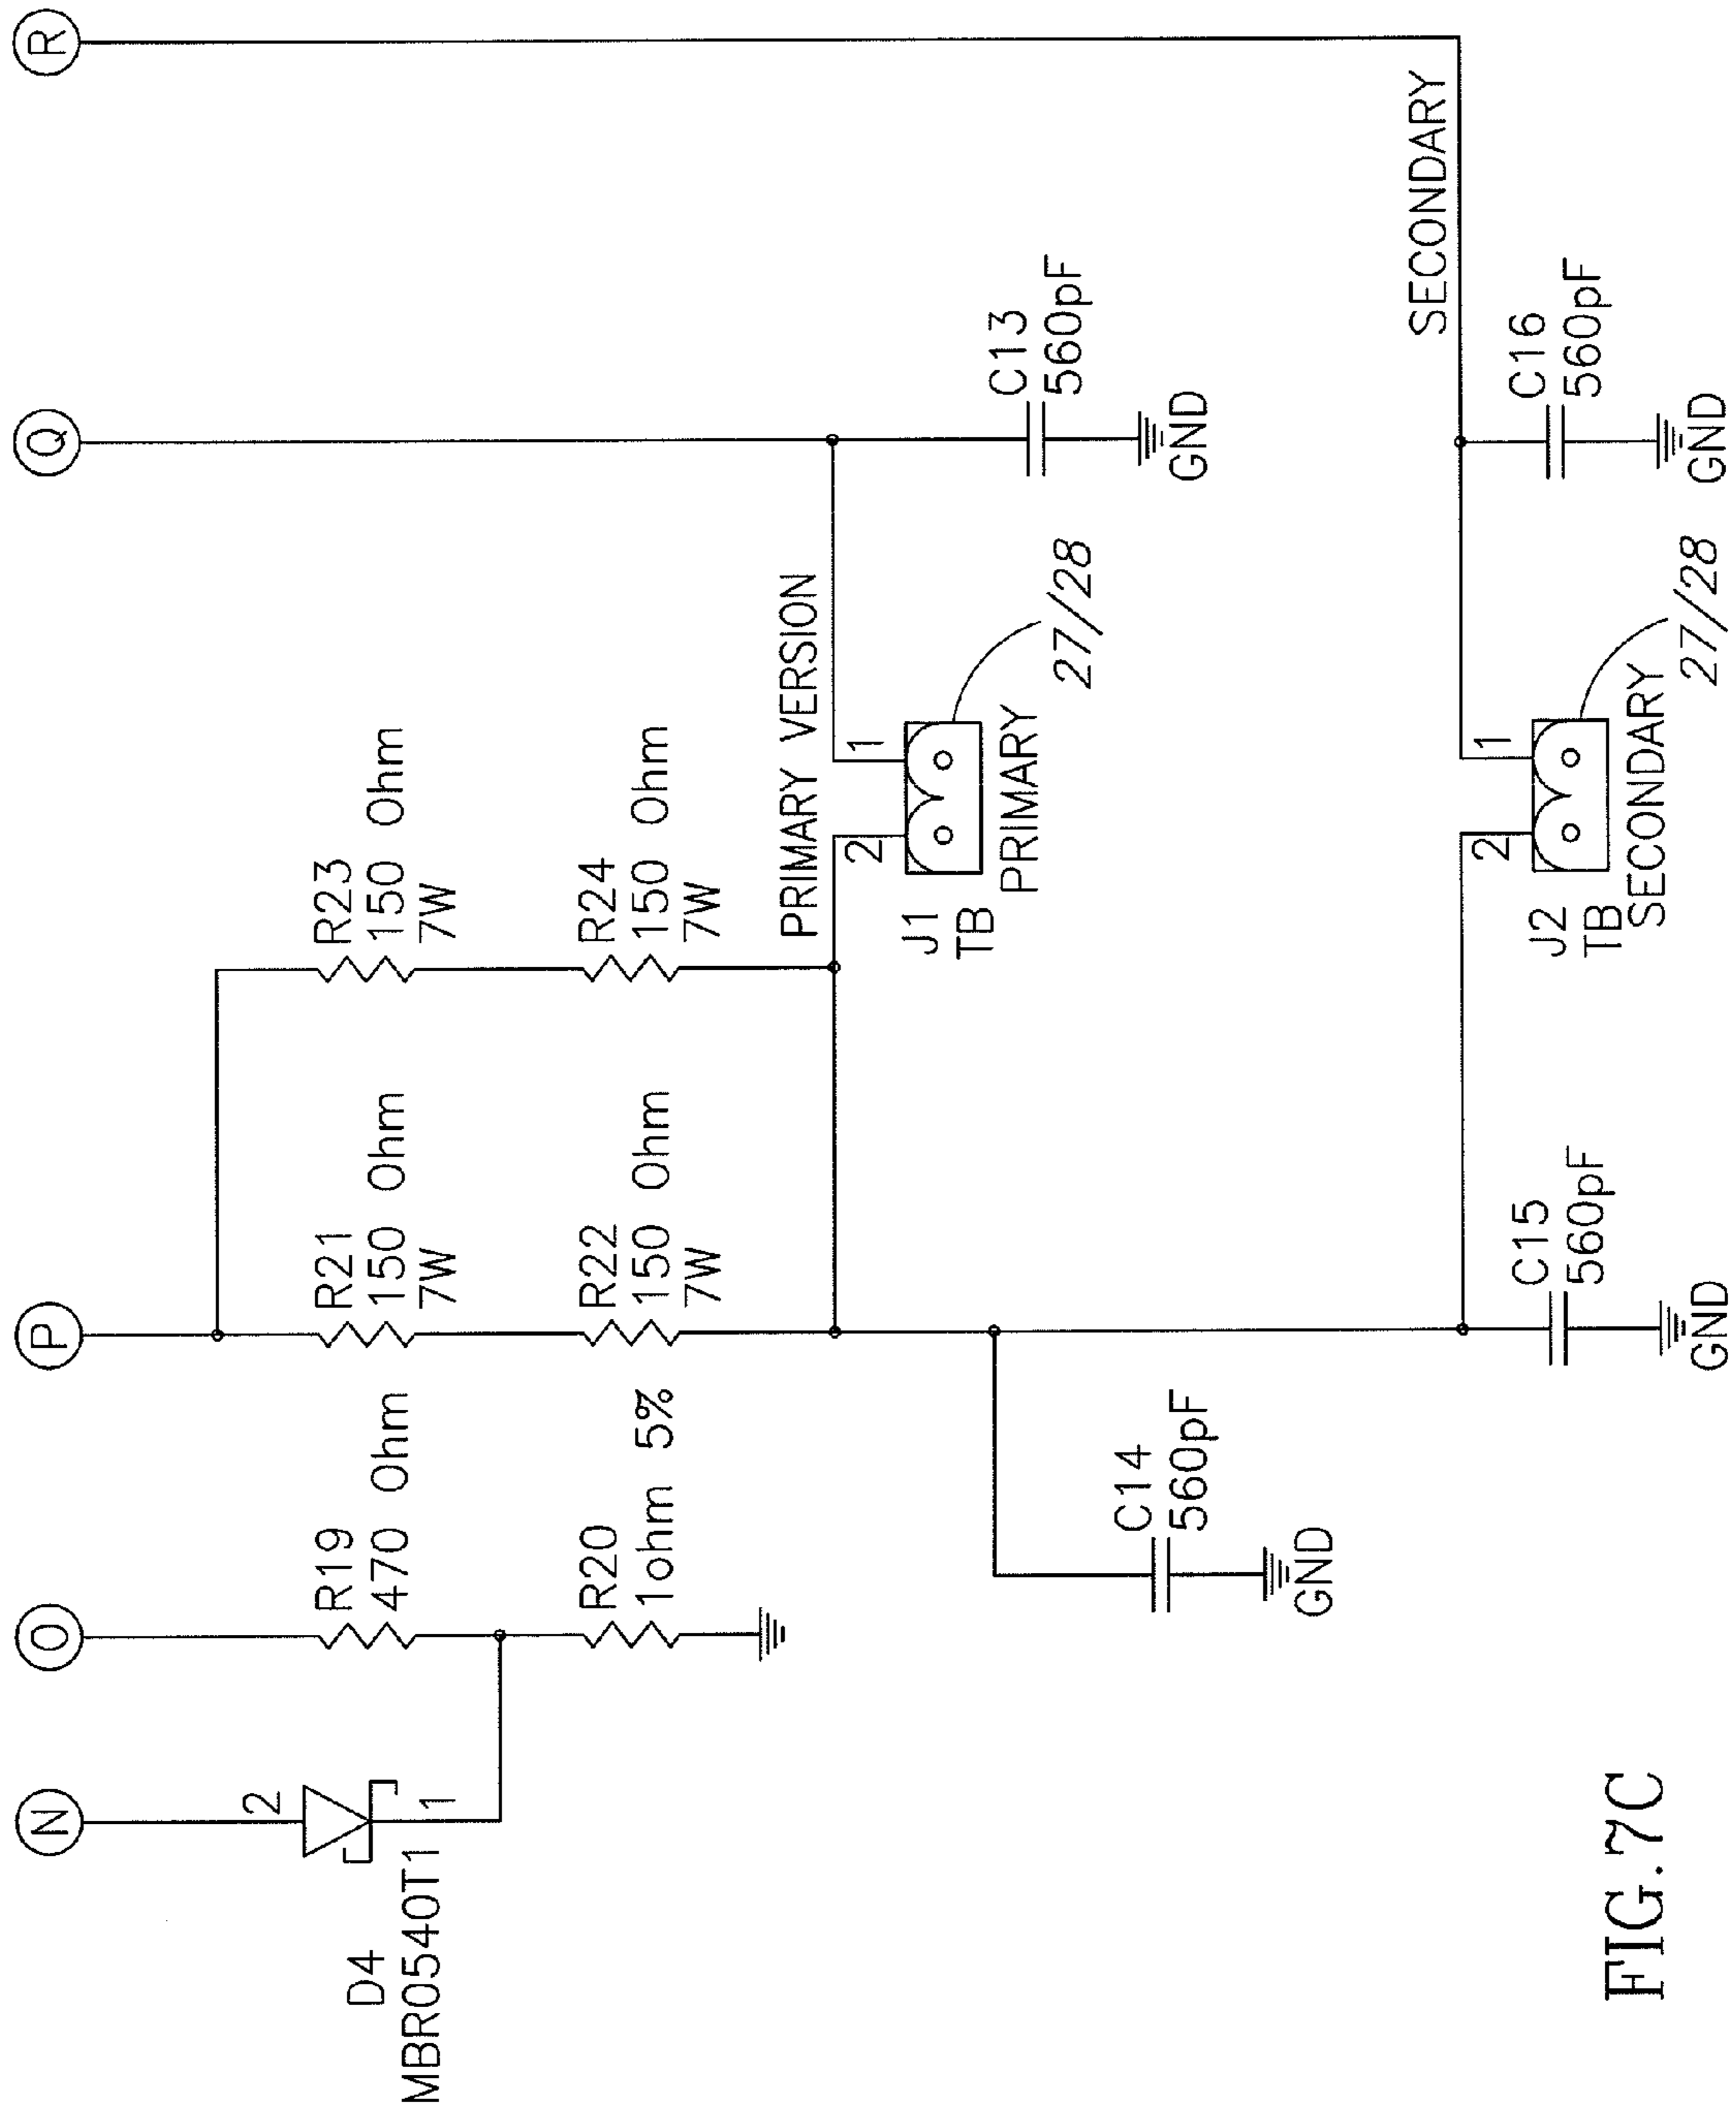 N
O
P
Q
R
D4
MBR0540T1
2
1
R19
470 Ohm
R20
1ohm 5%
R21
150 Ohm
7W
R22
150 Ohm
7W
R23
150 Ohm
7W
R24
150 Ohm
7W
PRIMARY VERSION
2
1
J1
TB
PRIMARY
27/28
C13
560pF
GND
C14
560pF
GND
SECONDARY
2
1
J2
TB
SECONDARY
27/28
C15
560pF
GND
C16
560pF
GND
FIG.7C